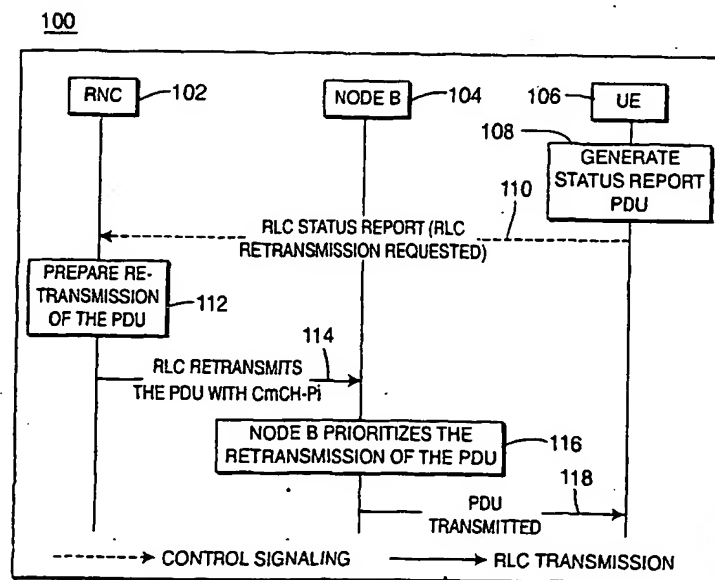 100
RNC
102
NODE B
104
106
UE
108
GENERATE
STATUS REPORT
PDU
110
RLC STATUS REPORT (RLC
RETRANSMISSION REQUESTED)
PREPARE RE-
TRANSMISSION
OF THE PDU
112
114
RLC RETRANSMITS
THE PDU WITH CmCH-Pi
NODE B PRIORITIZES THE
RETRANSMISSION OF THE PDU
116
118
PDU
TRANSMITTED
CONTROL SIGNALING
RLC TRANSMISSION